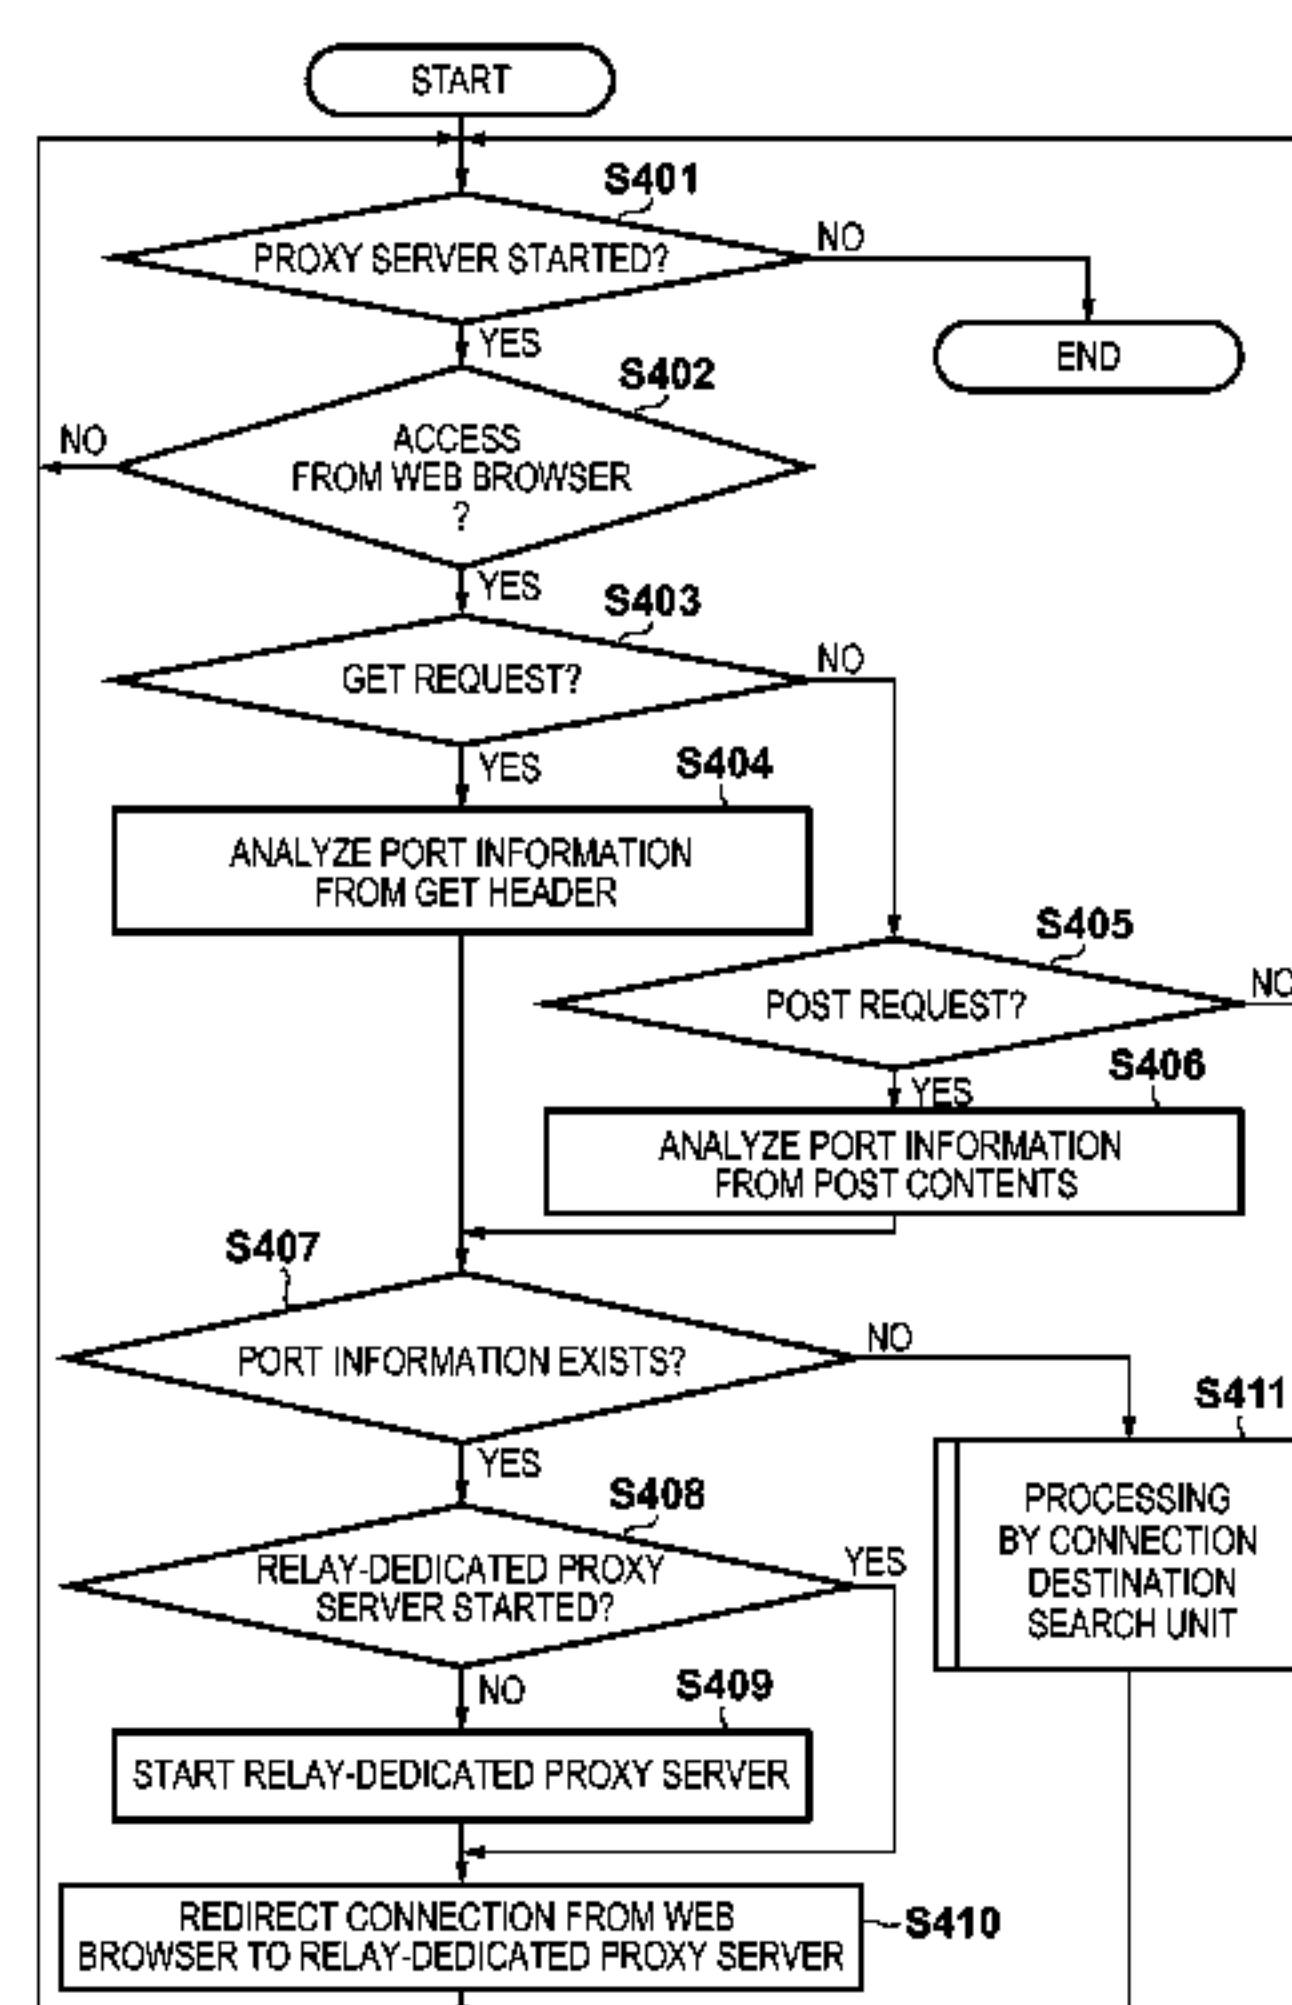 START
S401
PROXY SERVER STARTED?
NO
YES
END
S402
NO
ACCESS
FROM WEB BROWSER
?
YES
S403
GET REQUEST?
NO
YES
S404
ANALYZE PORT INFORMATION
FROM GET HEADER
S405
POST REQUEST?
NO
YES
S406
ANALYZE PORT INFORMATION
FROM POST CONTENTS
S407
PORT INFORMATION EXISTS?
NO
YES
S411
PROCESSING
BY CONNECTION
DESTINATION
SEARCH UNIT
S408
RELAY-DEDICATED PROXY
SERVER STARTED?
YES
NO
S409
START RELAY-DEDICATED PROXY SERVER
REDIRECT CONNECTION FROM WEB
BROWSER TO RELAY-DEDICATED PROXY SERVER
S410